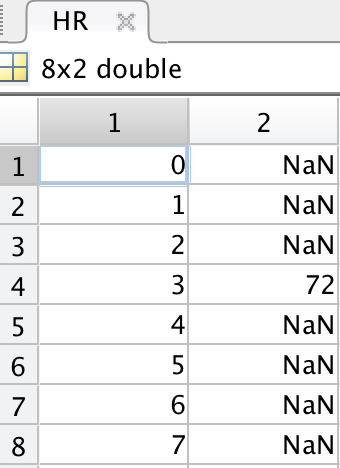 HR
8x2 double
1 2
1 0 NaN
2 1 NaN
3 2 NaN
4 3 72
5 4 NaN
6 5 NaN
7 6 NaN
8 7 NaN